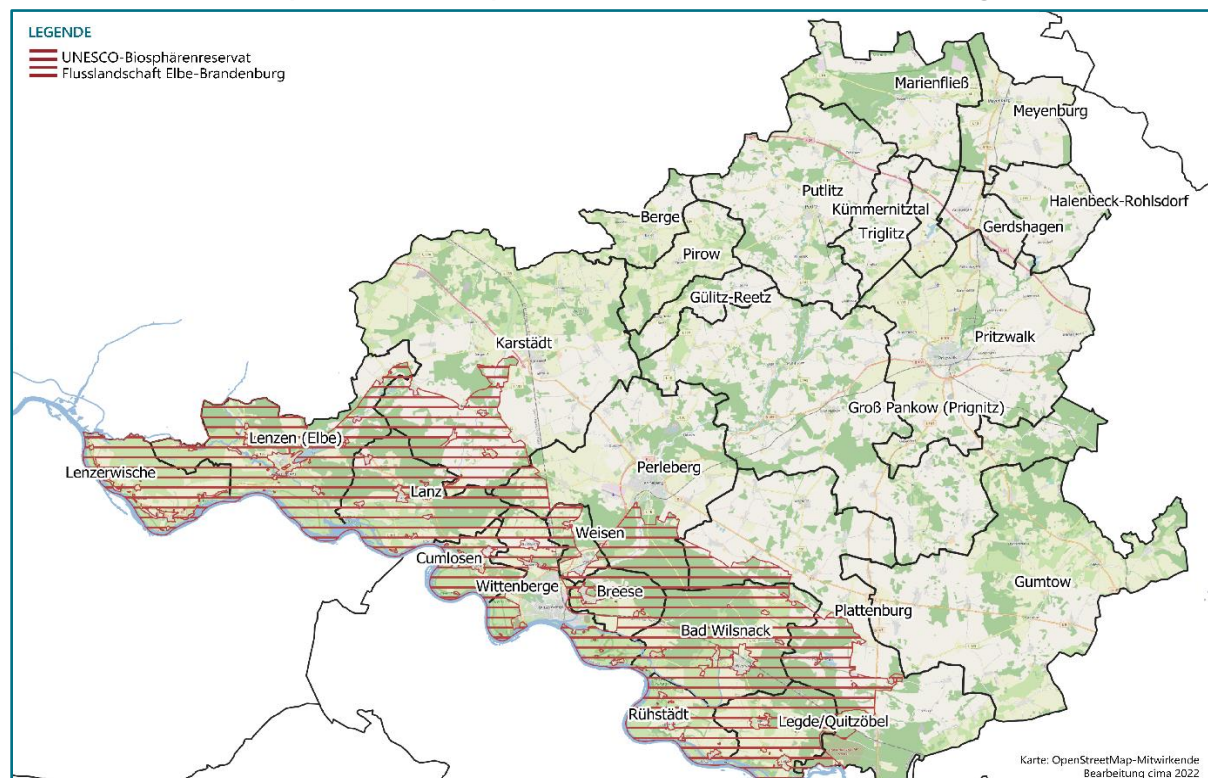 LEGENDE
UNESCO-Biosphärenreservat
Flusslandschaft Elbe-Brandenburg
Marienfließ
Meyenburg
Putlitz
Kümmernitztal
Halenbeck-Rohlsdorf
Berge
Triglitz
Gerdshagen
Pirow
Gülitz-Reetz
Pritzwalk
Karstädt
Groß Pankow (Prignitz)
Lenzen (Elbe)
Perleberg
Lenzerwische
Lanz
Weisen
Cumlosen
Wittenberge
Breese
Gumtow
Plattenburg
Bad Wilsnack
Rühstädt
Legde/Quitzöbel
Karte: OpenStreetMap-Mitwirkende
Bearbeitung cima 2022